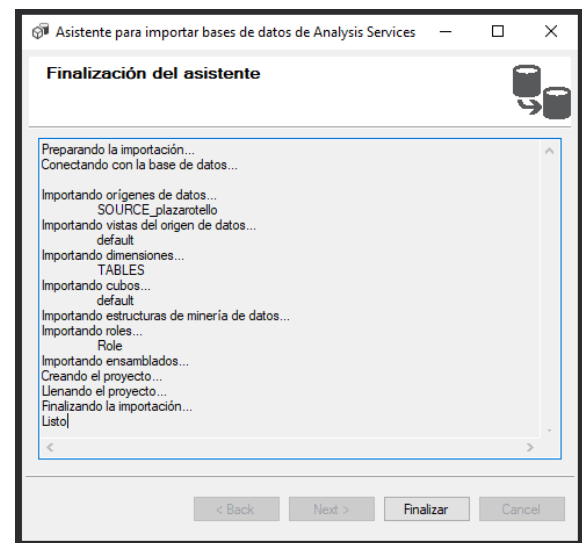 Asistente para importar bases de datos de Analysis Services
Finalización del asistente
Preparando la importación...
Conectando con la base de datos...
Importando orígenes de datos...
SOURCE_plazarotello
Importando vistas del origen de datos...
default
Importando dimensiones...
TABLES
Importando cubos...
default
Importando estructuras de minería de datos...
Importando roles...
Role
Importando ensamblados...
Creando el proyecto...
Llenando el proyecto...
Finalizando la importación...
Listo
< Back Next > Finalizar Cancel